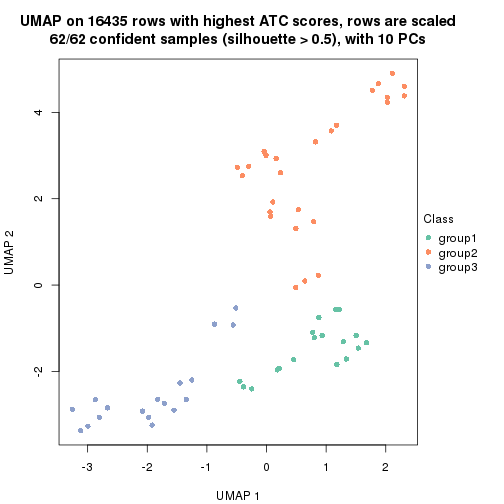 UMAP on 16435 rows with highest ATC scores, rows are scaled
62/62 confident samples (silhouette > 0.5), with 10 PCs
4
2
0
-2
UMAP 2
-3
-2
-1
0
1
2
UMAP 1
Class
group1
group2
group3